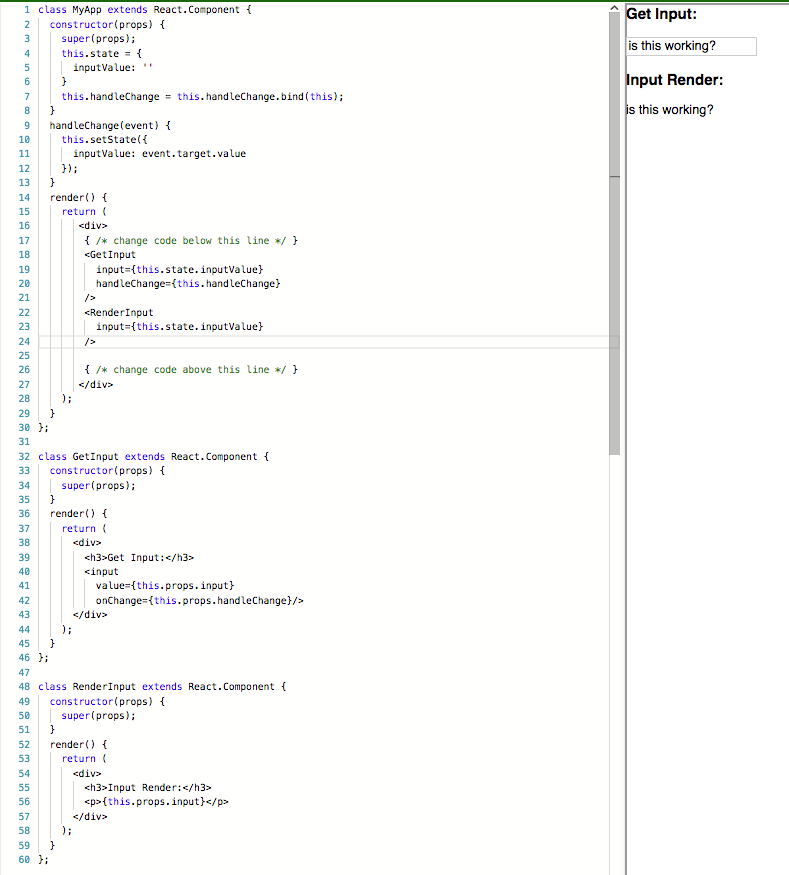 1 class MyApp extends React.Component {
2 constructor(props) {
3 super(props);
4 this.state = {
5 inputValue: ''
6 }
7 this.handleChange = this.handleChange.bind(this);
8 }
9 handleChange(event) {
10 this.setState({
11 inputValue: event.target.value
12 });
13 }
14 render() {
15 return (
16 <div>
17 { /* change code below this line */ }
18 <GetInput
19 input={this.state.inputValue}
20 handleChange={this.handleChange}
21 />
22 <RenderInput
23 input={this.state.inputValue}
24 />
25
26 { /* change code above this line */ }
27 </div>
28 );
29 }
30 };
31
32 class GetInput extends React.Component {
33 constructor(props) {
34 super(props);
35 }
36 render() {
37 return (
38 <div>
39 <h3>Get Input:</h3>
40 <input
41 value={this.props.input}
42 onChange={this.props.handleChange}/>
43 </div>
44 );
45 }
46 };
47
48 class RenderInput extends React.Component {
49 constructor(props) {
50 super(props);
51 }
52 render() {
53 return (
54 <div>
55 <h3>Input Render:</h3>
56 <p>{this.props.input}</p>
57 </div>
58 );
59 }
60 };
Get Input:
is this working?
Input Render:
is this working?